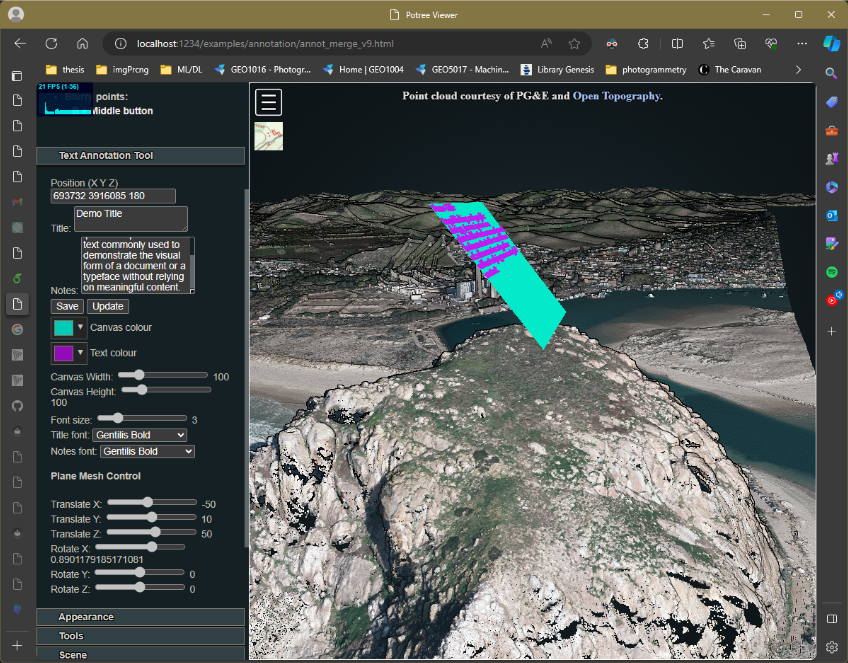 Potree Viewer
localhost:1234/examples/annotation/annot_merge_v9.html
thesis
imgPrcng
ML/DL
GEO1016 - Photogr...
Home | GEO1004
GEO5017 - Machin...
Library Genesis
photogrammetry
The Caravan
21 FPS (1-36)
points:
Middle button
Point cloud courtesy of PG&E and Open Topography.
Text Annotation Tool
Position (X Y Z)
693732 3916085 180
Title:
Demo Title
text commonly used to
demonstrate the visual
form of a document or a
typeface without relying
on meaningful content.
Notes:
Save
Update
Canvas colour
Text colour
Canvas Width: 100
Canvas Height:
100
Font size: 3
Title font: Gentilis Bold
Notes font: Gentilis Bold
Plane Mesh Control
Translate X: -50
Translate Y: 10
Translate Z: 50
Rotate X:
0.8901179185171081
Rotate Y: 0
Rotate Z: 0
Appearance
Tools
Scene